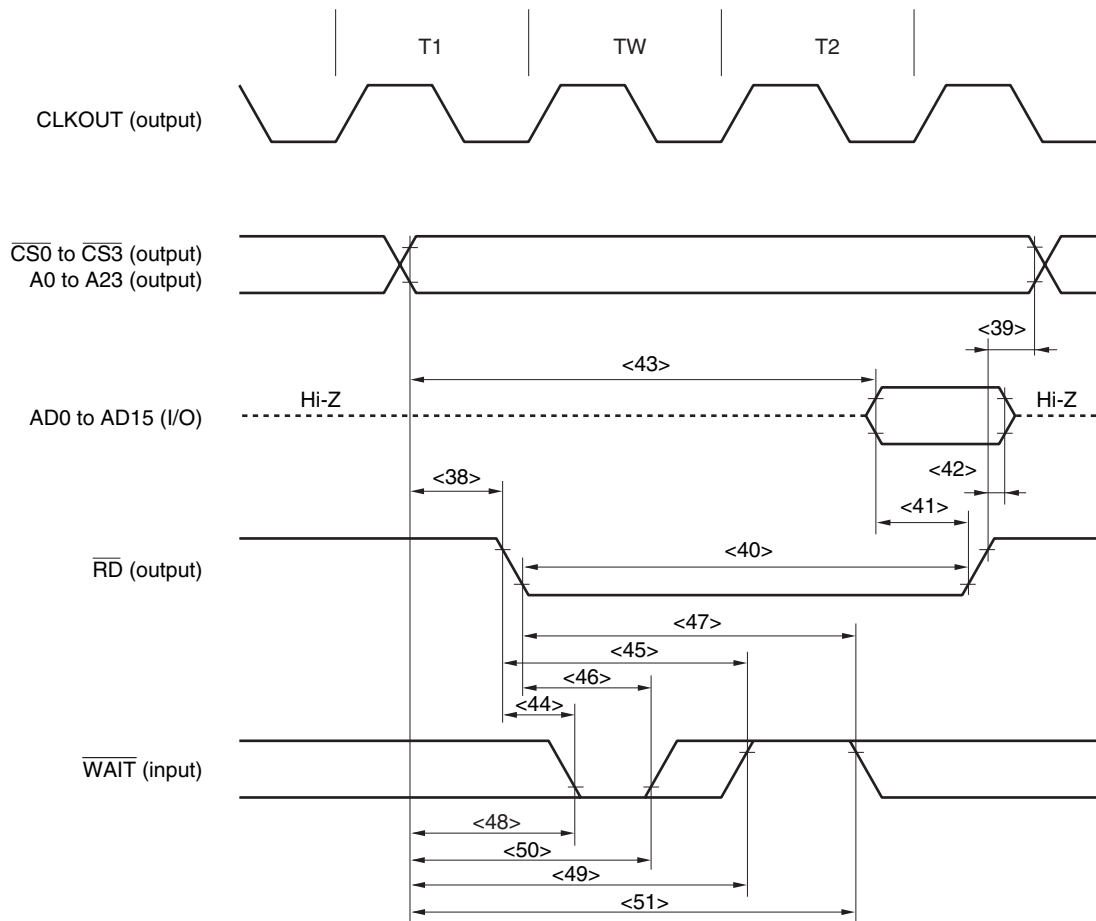 T1 TW T2
CLKOUT (output)
CS0 to CS3 (output)
A0 to A23 (output)
<39>
<43>
Hi-Z Hi-Z
AD0 to AD15 (I/O)
<38> <42>
<41>
<40>
RD (output)
<47>
<45>
<46>
<44>
WAIT (input)
<48>
<50>
<49>
<51>